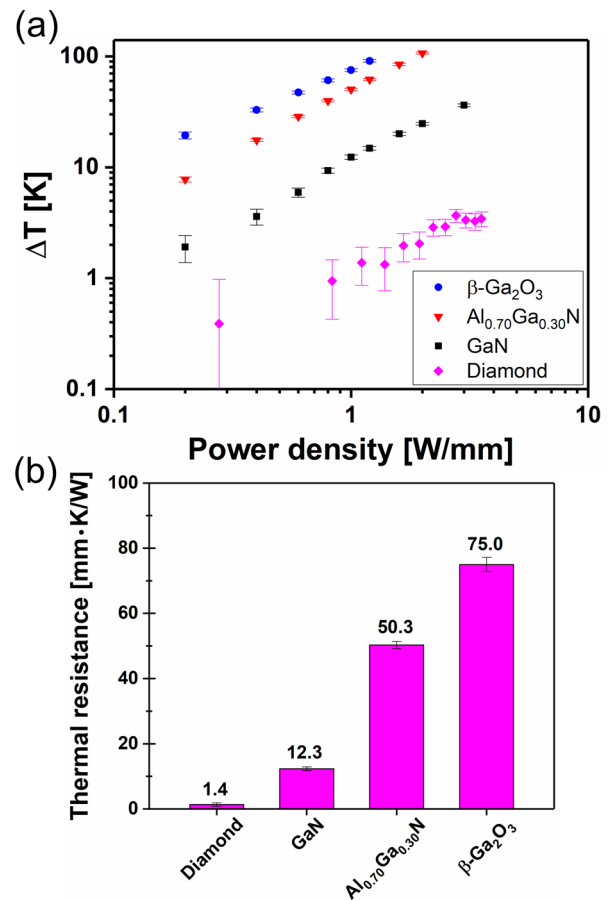 (a)
100
10
1
0.1
ΔT [K]
β-Ga₂O₃
Al₀.₇₀Ga₀.₃₀N
GaN
Diamond
0.1
1
10
Power density [W/mm]
(b)
100
80
60
40
20
0
Thermal resistance [mm·K/W]
1.4
12.3
50.3
75.0
Diamond
GaN
Al₀.₇₀Ga₀.₃₀N
β-Ga₂O₃